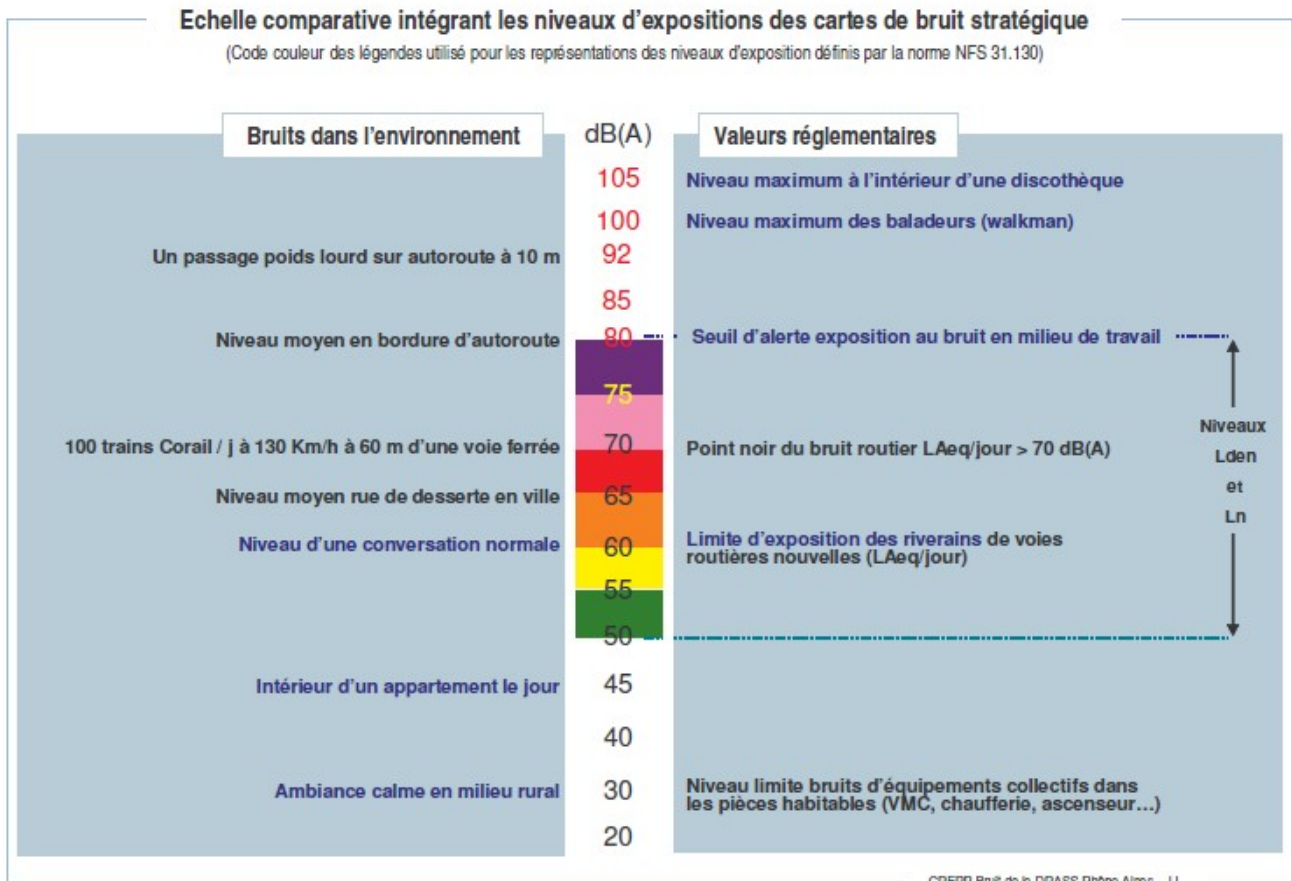 Echelle comparative intégrant les niveaux d'expositions des cartes de bruit stratégique
(Code couleur des légendes utilisé pour les représentations des niveaux d'exposition définis par la norme NFS 31.130)
Bruits dans l'environnement
dB(A)
Valeurs réglementaires
105
Niveau maximum à l'intérieur d'une discothèque
100
Niveau maximum des baladeurs (walkman)
Un passage poids lourd sur autoroute à 10 m
92
85
Niveau moyen en bordure d'autoroute
80
Seuil d'alerte exposition au bruit en milieu de travail
75
100 trains Corail / j à 130 Km/h à 60 m d'une voie ferrée
70
Point noir du bruit routier LAeq/jour > 70 dB(A)
Niveaux
Lden
et
Ln
Niveau moyen rue de desserte en ville
65
Niveau d'une conversation normale
60
Limite d'exposition des riverains de voies
routières nouvelles (LAeq/jour)
55
50
Intérieur d'un appartement le jour
45
40
Ambiance calme en milieu rural
30
Niveau limite bruits d'équipements collectifs dans
les pièces habitables (VMC, chaufferie, ascenseur…)
20